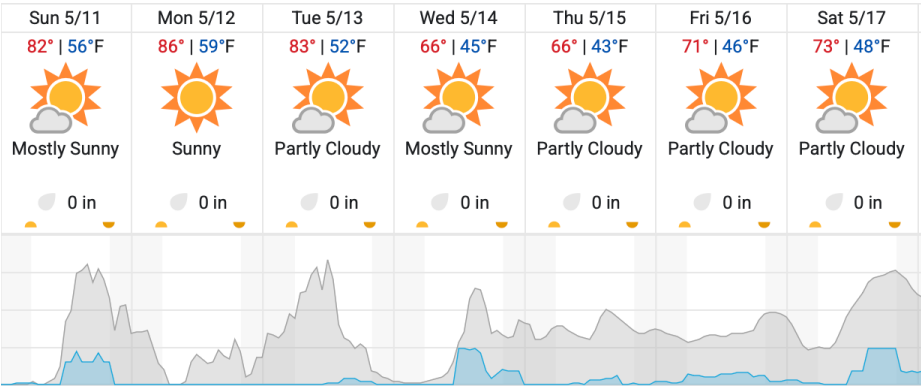 Sun 5/11 Mon 5/12 Tue 5/13 Wed 5/14 Thu 5/15 Fri 5/16 Sat 5/17
82° | 56°F 86° | 59°F 83° | 52°F 66° | 45°F 66° | 43°F 71° | 46°F 73° | 48°F
Mostly Sunny Sunny Partly Cloudy Mostly Sunny Partly Cloudy Partly Cloudy Partly Cloudy
0 in 0 in 0 in 0 in 0 in 0 in 0 in